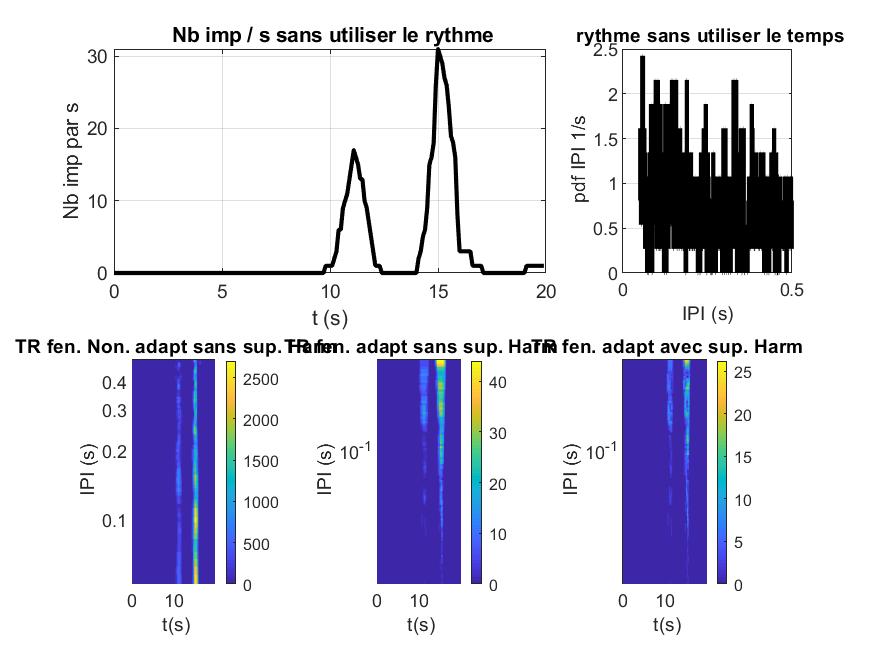 Nb imp / s sans utiliser le rythme
30
20
10
0
Nb imp par s
0 5 10 15 20
t (s)
rythme sans utiliser le temps
2.5
2
1.5
1
0.5
0
pdf IPI 1/s
0 0.5
IPI (s)
TR fen. Non. adapt sans sup. Harm
0.4
0.3
0.2
0.1
IPI (s)
0 10
t(s)
2500
2000
1500
1000
500
0
TR fen. adapt sans sup. Harm
10-1
IPI (s)
0 10
t(s)
40
30
20
10
0
TR fen. adapt avec sup. Harm
10-1
IPI (s)
0 10
t(s)
25
20
15
10
5
0